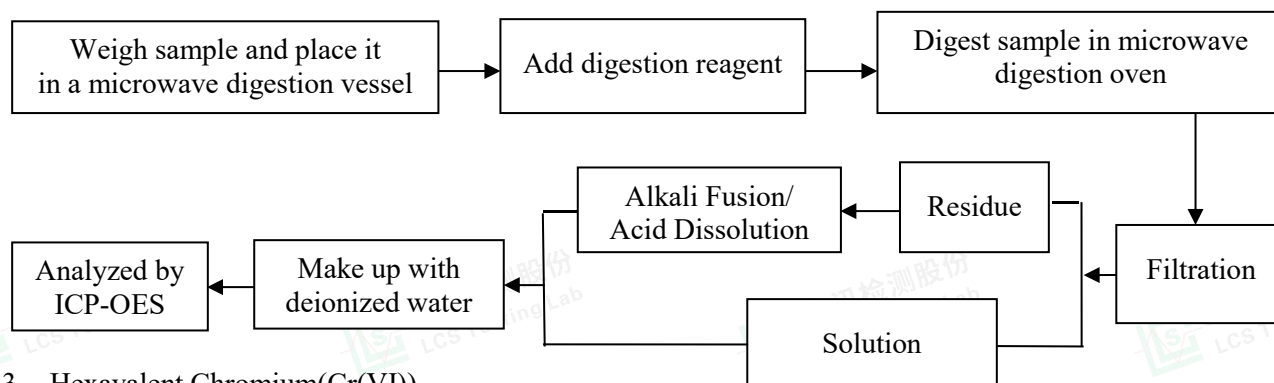 Weigh sample and place it
in a microwave digestion vessel
Add digestion reagent
Digest sample in microwave
digestion oven
Alkali Fusion/
Acid Dissolution
Residue
Filtration
Analyzed by
ICP-OES
Make up with
deionized water
Solution
3 Hexavalent Chromium(Cr(VI))